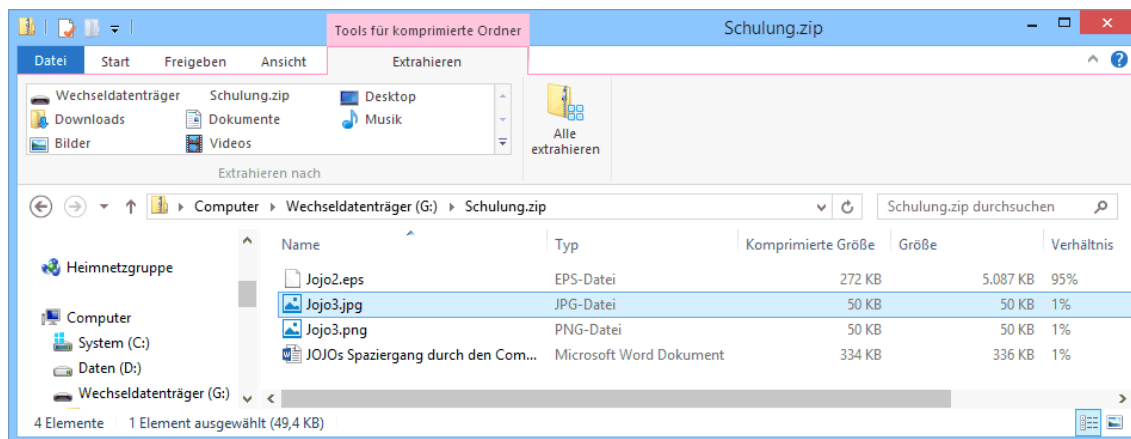 Tools für komprimierte Ordner
Schulung.zip
Datei Start Freigeben Ansicht Extrahieren
Wechseldatenträger Schulung.zip Desktop
Downloads Dokumente Musik
Bilder Videos
Alle
extrahieren
Extrahieren nach
Computer Wechseldatenträger (G:) Schulung.zip
Schulung.zip durchsuchen
Name Typ Komprimierte Größe Größe Verhältnis
Heimnetzgruppe
Computer
System (C:)
Daten (D:)
Wechseldatenträger (G:)
Jojo2.eps EPS-Datei 272 KB 5.087 KB 95%
Jojo3.jpg JPG-Datei 50 KB 50 KB 1%
Jojo3.png PNG-Datei 50 KB 50 KB 1%
JOJOs Spaziergang durch den Com... Microsoft Word Dokument 334 KB 336 KB 1%
4 Elemente 1 Element ausgewählt (49,4 KB)